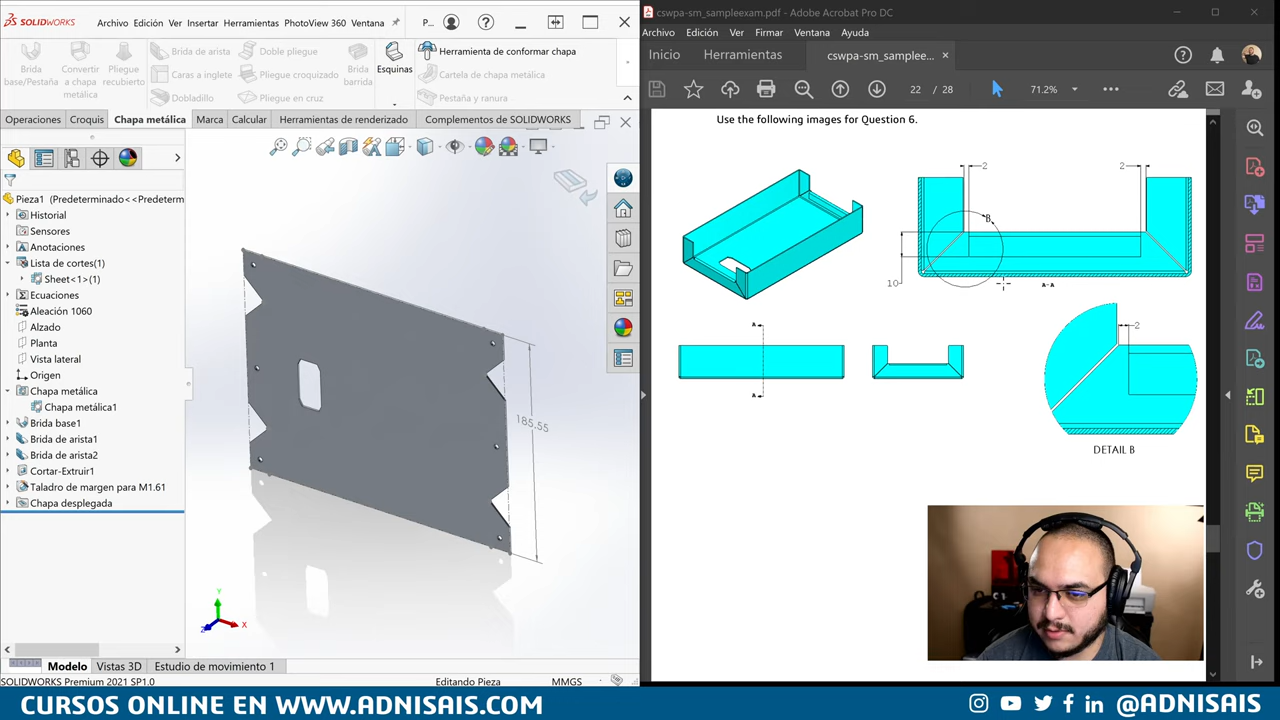 SOLIDWORKS
Archivo Edición Ver Insertar Herramientas PhotoView 360 Ventana
P...
Brida base/Pestaña
Convertir a chapa metálica
Pliegue recubierto
Brida de arista
Caras a inglete
Dobladillo
Doble pliegue
Pliegue croquizado
Pliegue en cruz
Brida barrida
Esquinas
Herramienta de conformar chapa
Cartela de chapa metálica
Pestaña y ranura
Operaciones Croquis Chapa metálica Marca Calcular Herramientas de renderizado Complementos de SOLIDWORKS
Pieza1 (Predeterminado<<Predeterm
Historial
Sensores
Anotaciones
Lista de cortes(1)
Sheet<1>(1)
Ecuaciones
Aleación 1060
Alzado
Planta
Vista lateral
Origen
Chapa metálica
Chapa metálica1
Brida base1
Brida de arista1
Brida de arista2
Cortar-Extruir1
Taladro de margen para M1.61
Chapa desplegada
185.55
Y
Z
X
Modelo Vistas 3D Estudio de movimiento 1
SOLIDWORKS Premium 2021 SP1.0
Editando Pieza
MMGS
cswpa-sm_sampleexam.pdf - Adobe Acrobat Pro DC
Archivo Edición Ver Firmar Ventana Ayuda
Inicio Herramientas cswpa-sm_samplee...
22 / 28
71.2%
Use the following images for Question 6.
2
2
B
10
A-A
A
A
2
DETAIL B
CURSOS ONLINE EN WWW.ADNISAIS.COM
@ADNISAIS